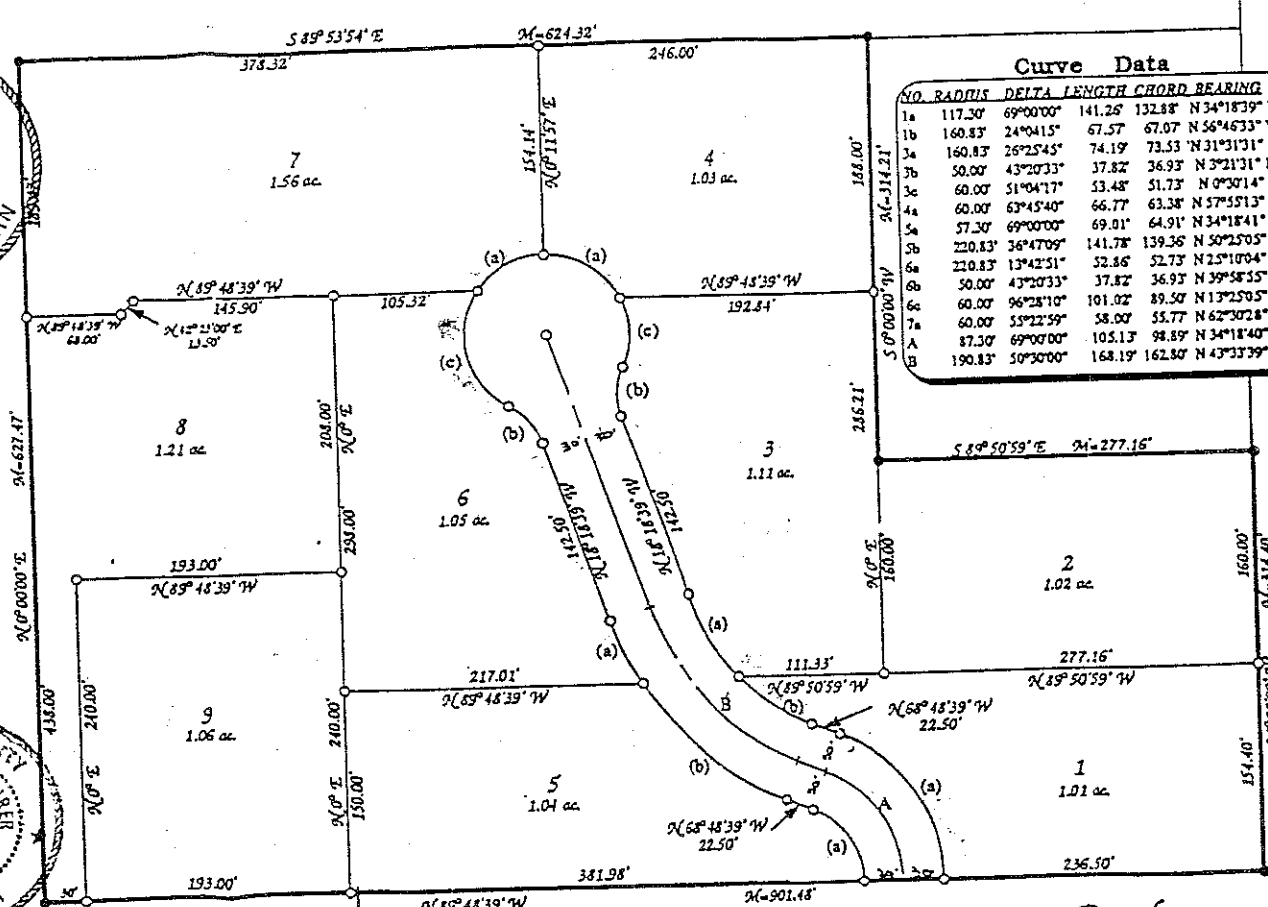 S 89° 53' 54" E M=624.32'
378.32' 246.00'
154.14'
N 0° 11' 57" E
188.00'
M=314.21'
S 0° 00' 00" W
286.21'
7
1.56 ac.
4
1.03 ac.
Curve Data
NO. RADIUS DELTA LENGTH CHORD BEARING
1a 117.30' 69°00'00" 141.26' 132.88' N 34°18'39"
1b 160.83' 24°04'15" 67.57' 67.07' N 56°46'33"
3a 160.83' 26°25'45" 74.19' 73.53' N 31°31'31"
3b 50.00' 43°20'33" 37.82' 36.93' N 3°21'31"
3c 60.00' 51°04'17" 53.48' 51.73' N 0°30'14"
4a 60.00' 63°45'40" 66.77' 63.38' N 57°55'13"
5a 57.30' 69°00'00" 69.01' 64.91' N 34°18'41"
5b 220.83' 36°47'09" 141.78' 139.36' N 50°25'05"
6a 220.83' 13°42'51" 52.86' 52.73' N 25°10'04"
6b 50.00' 43°20'33" 37.82' 36.93' N 39°58'55"
6c 60.00' 96°28'10" 101.02' 89.50' N 13°25'05"
7a 60.00' 55°22'59" 58.00' 55.77' N 62°30'28"
A 87.30' 69°00'00" 105.13' 98.89' N 34°18'40"
B 190.83' 50°30'00" 168.19' 162.80' N 43°33'39"
(a) (a)
N 89° 48' 39" W
145.90' 105.32' 192.84'
N 89° 48' 39" W
68.00'
13.50'
(c) (c)
(b) (b)
M=627.47'
N 0° 00' 00" E
438.00'
8
1.21 ac.
208.00'
N 0° E
298.00'
6
1.05 ac.
30' 30'
142.50'
N 18° 18' 39" W
142.50'
N 18° 18' 39" W
3
1.11 ac.
S 89° 50' 59" E M=277.16'
N 0° E
160.00'
2
1.02 ac.
160.00'
M=314.40'
193.00'
N 89° 48' 39" W
(a) (a)
217.01'
N 89° 48' 39" W
111.33'
N 89° 50' 59" W
277.16'
N 89° 50' 59" W
240.00'
N 0° E
9
1.06 ac.
240.00'
N 0° E
150.00'
5
1.04 ac.
B
(b) (b)
N 68° 48' 39" W
22.50'
30'
30'
N 68° 48' 39" W
22.50'
(a) (a)
A
1
1.01 ac.
154.40'
30' 193.00' 381.98' 30' 236.50'
N 89° 48' 39" W M=901.48'